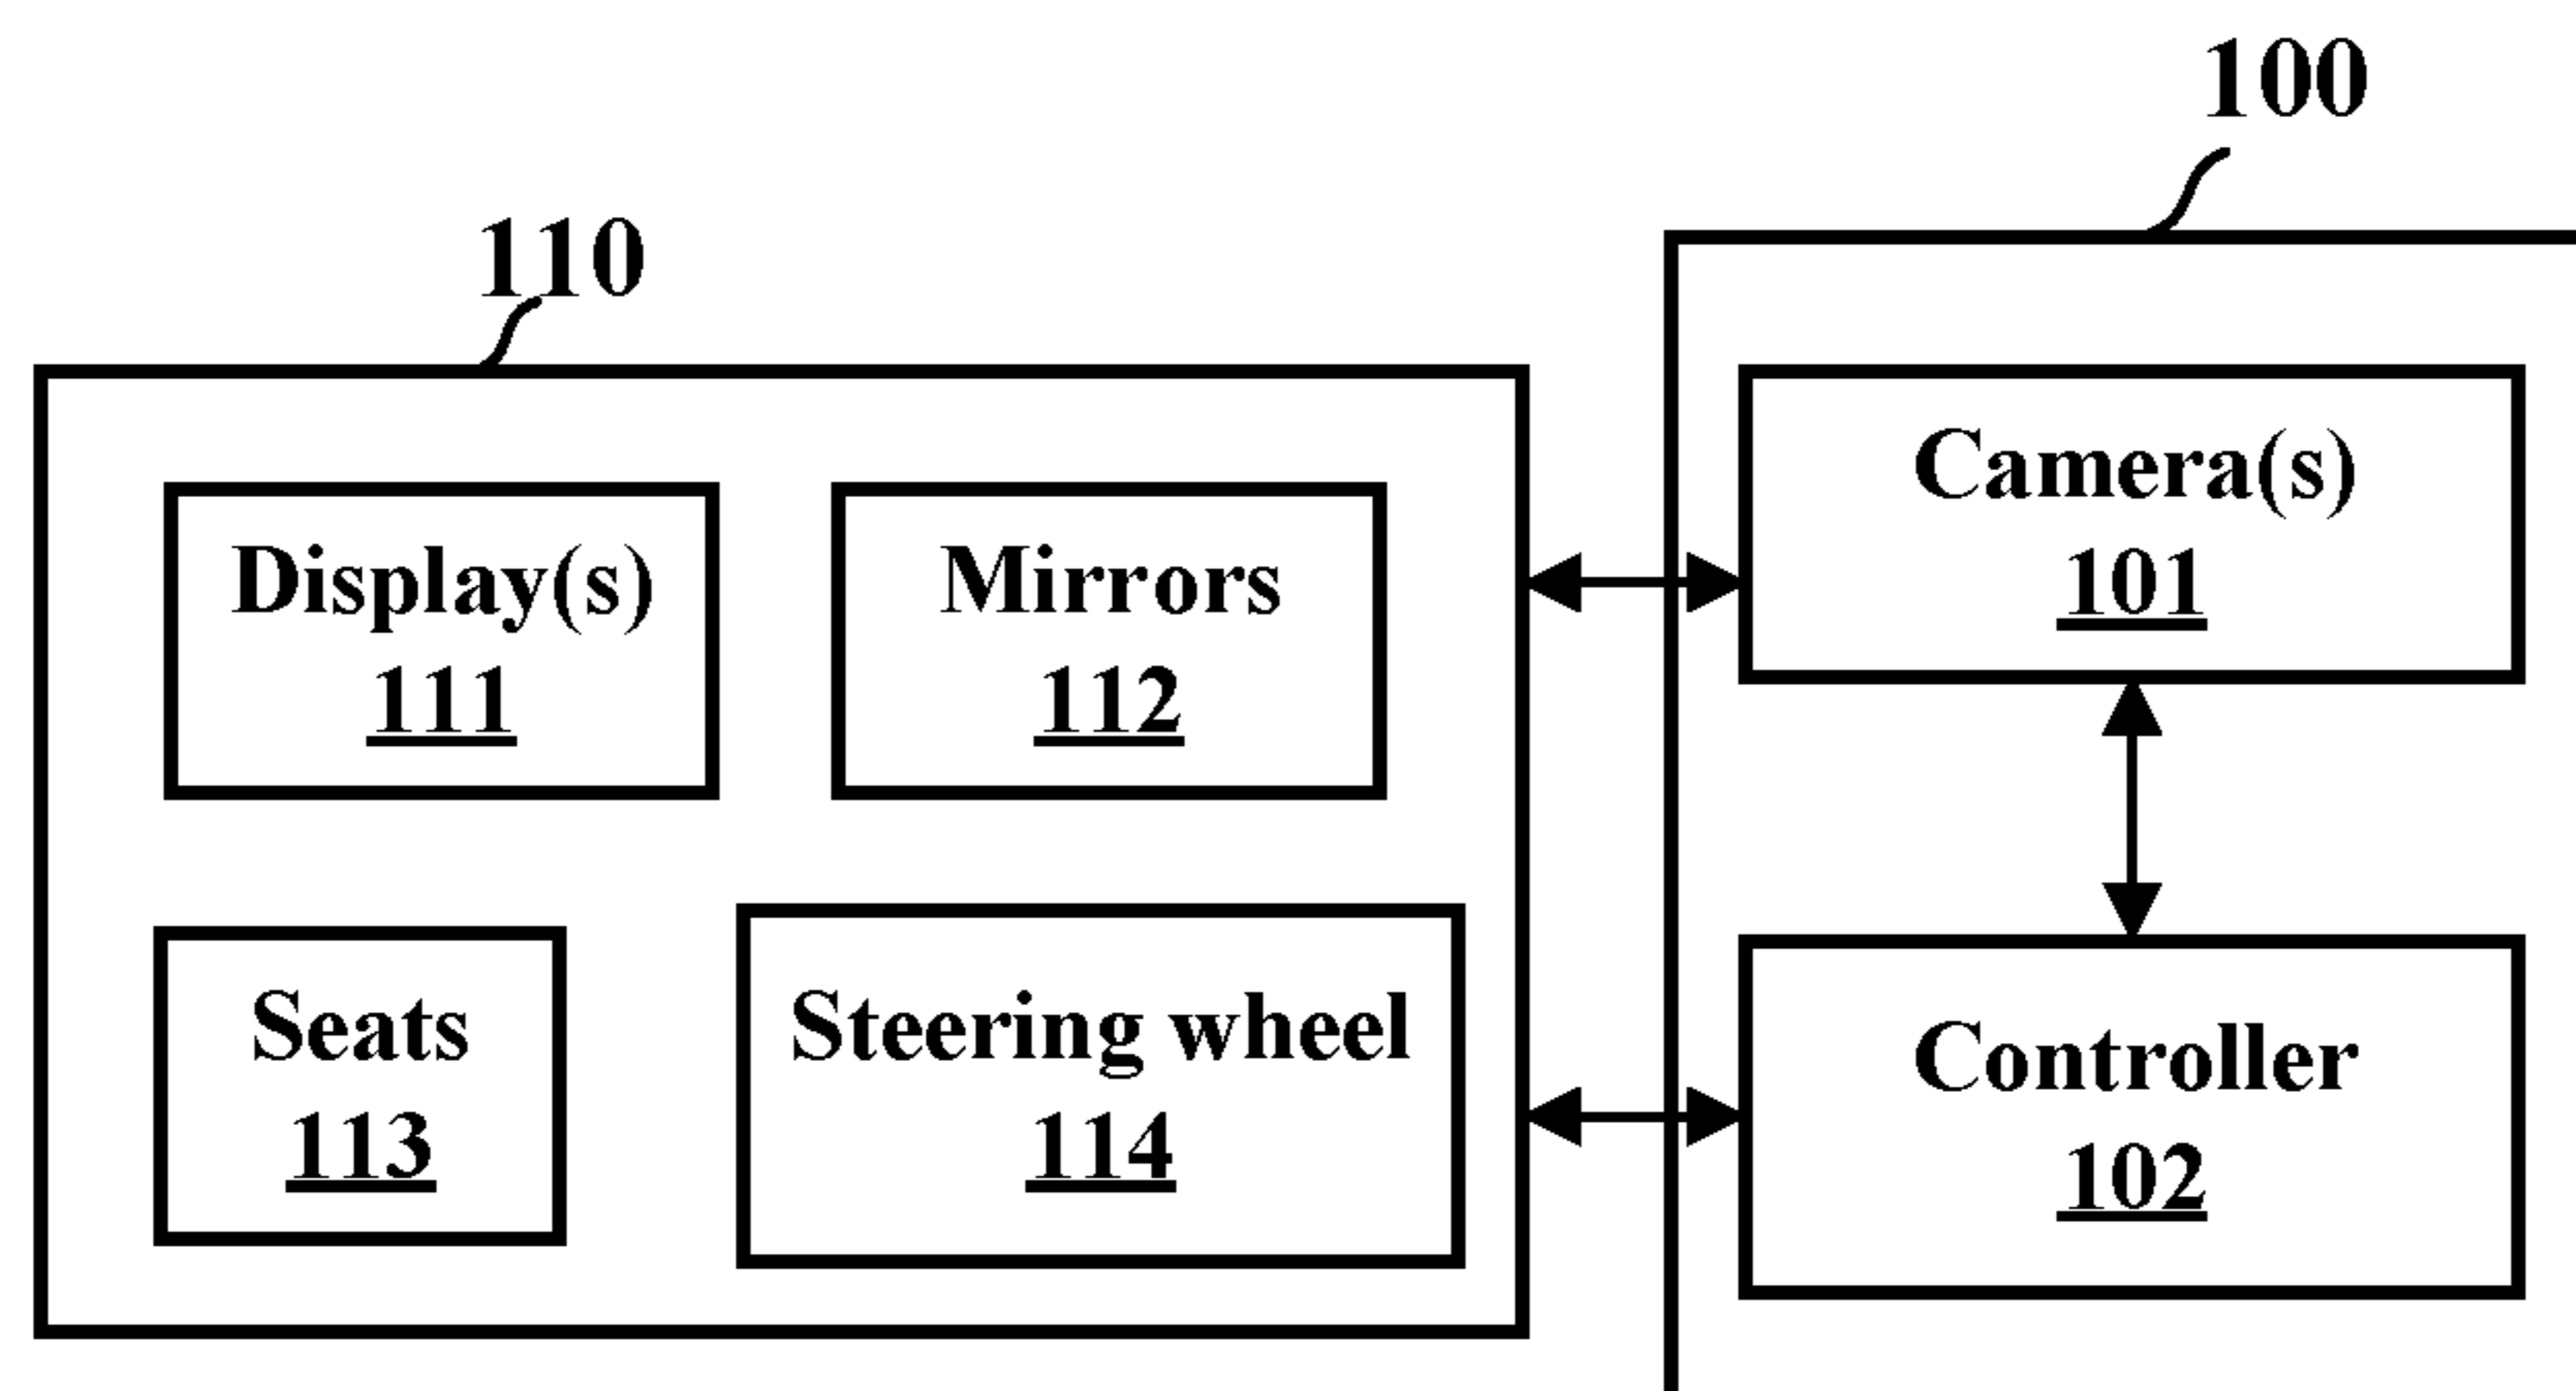 100
110
Display(s)
111
Mirrors
112
Camera(s)
101
Seats
113
Steering wheel
114
Controller
102